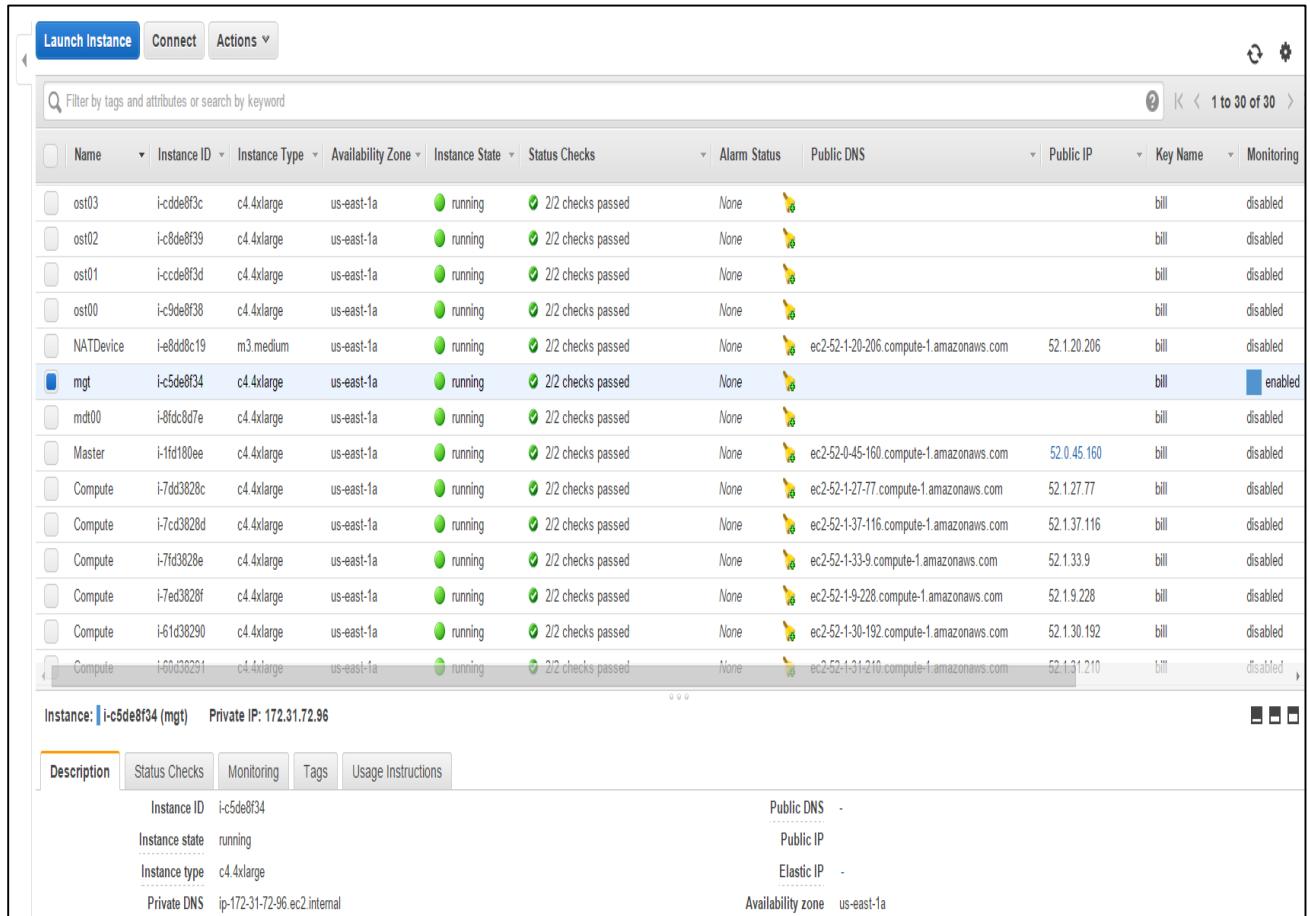 Launch Instance Connect Actions
Filter by tags and attributes or search by keyword 1 to 30 of 30
Name Instance ID Instance Type Availability Zone Instance State Status Checks Alarm Status Public DNS Public IP Key Name Monitoring
ost03 i-cdde8f3c c4.4xlarge us-east-1a running 2/2 checks passed None bill disabled
ost02 i-c8de8f39 c4.4xlarge us-east-1a running 2/2 checks passed None bill disabled
ost01 i-ccde8f3d c4.4xlarge us-east-1a running 2/2 checks passed None bill disabled
ost00 i-c9de8f38 c4.4xlarge us-east-1a running 2/2 checks passed None bill disabled
NATDevice i-e8dd8c19 m3.medium us-east-1a running 2/2 checks passed None ec2-52-1-20-206.compute-1.amazonaws.com 52.1.20.206 bill disabled
mgt i-c5de8f34 c4.4xlarge us-east-1a running 2/2 checks passed None bill enabled
mdt00 i-8fdc8d7e c4.4xlarge us-east-1a running 2/2 checks passed None bill disabled
Master i-1fd180ee c4.4xlarge us-east-1a running 2/2 checks passed None ec2-52-0-45-160.compute-1.amazonaws.com 52.0.45.160 bill disabled
Compute i-7dd3828c c4.4xlarge us-east-1a running 2/2 checks passed None ec2-52-1-27-77.compute-1.amazonaws.com 52.1.27.77 bill disabled
Compute i-7cd3828d c4.4xlarge us-east-1a running 2/2 checks passed None ec2-52-1-37-116.compute-1.amazonaws.com 52.1.37.116 bill disabled
Compute i-7fd3828e c4.4xlarge us-east-1a running 2/2 checks passed None ec2-52-1-33-9.compute-1.amazonaws.com 52.1.33.9 bill disabled
Compute i-7ed3828f c4.4xlarge us-east-1a running 2/2 checks passed None ec2-52-1-9-228.compute-1.amazonaws.com 52.1.9.228 bill disabled
Compute i-61d38290 c4.4xlarge us-east-1a running 2/2 checks passed None ec2-52-1-30-192.compute-1.amazonaws.com 52.1.30.192 bill disabled
Compute i-60d38291 c4.4xlarge us-east-1a running 2/2 checks passed None ec2-52-1-31-210.compute-1.amazonaws.com 52.1.31.210 bill disabled
Instance: i-c5de8f34 (mgt) Private IP: 172.31.72.96
Description Status Checks Monitoring Tags Usage Instructions
Instance ID i-c5de8f34 Public DNS -
Instance state running Public IP
Instance type c4.4xlarge Elastic IP -
Private DNS ip-172-31-72-96.ec2.internal Availability zone us-east-1a